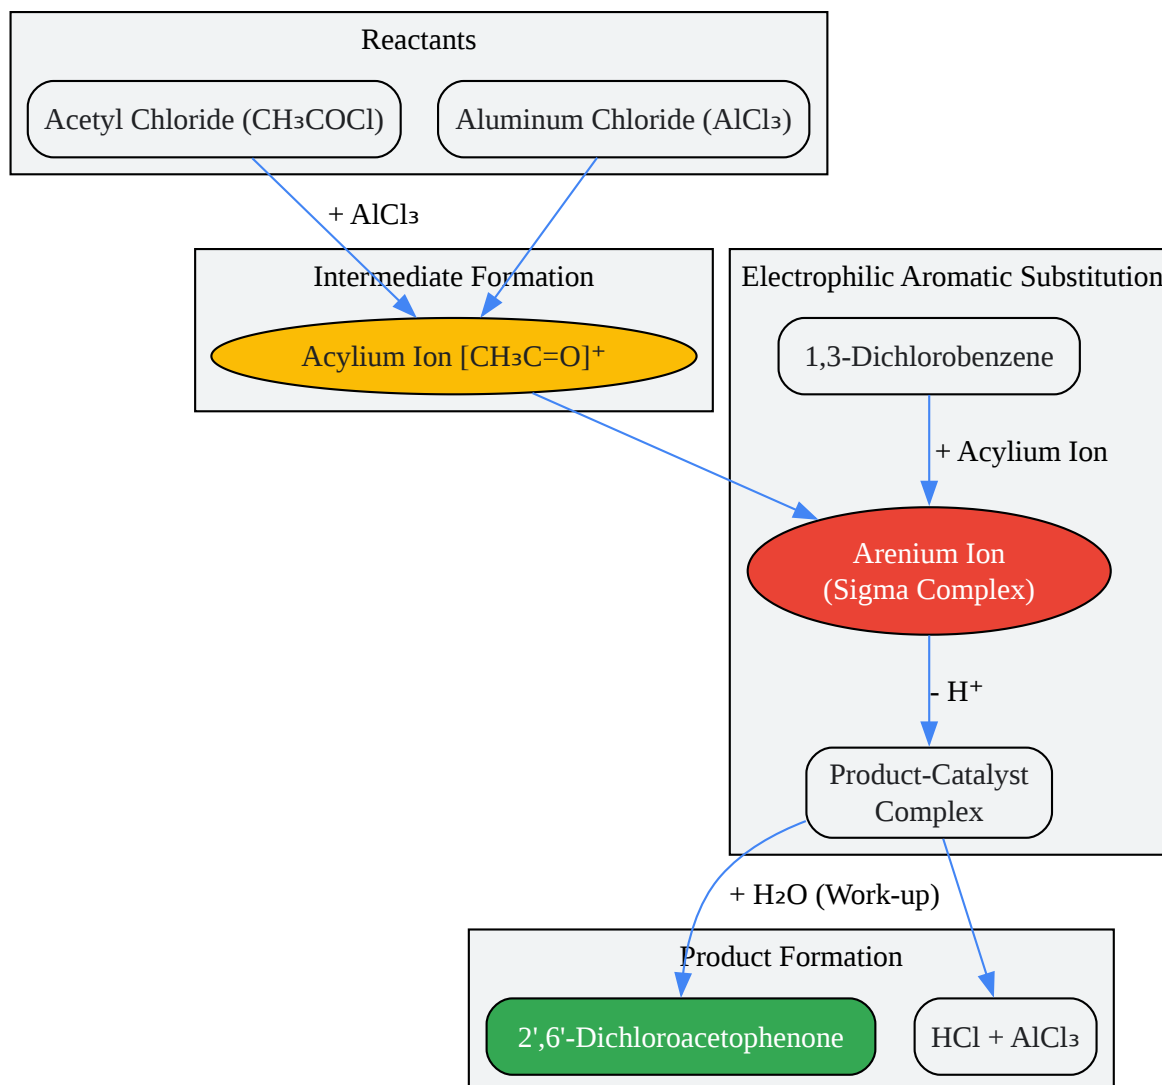 Reactants
Acetyl Chloride (CH₃COCl)
Aluminum Chloride (AlCl₃)
+ AlCl₃
Intermediate Formation
Acylium Ion [CH₃C=O]⁺
Electrophilic Aromatic Substitution
1,3-Dichlorobenzene
+ Acylium Ion
Arenium Ion
(Sigma Complex)
- H⁺
Product-Catalyst
Complex
+ H₂O (Work-up)
Product Formation
2',6'-Dichloroacetophenone
HCl + AlCl₃